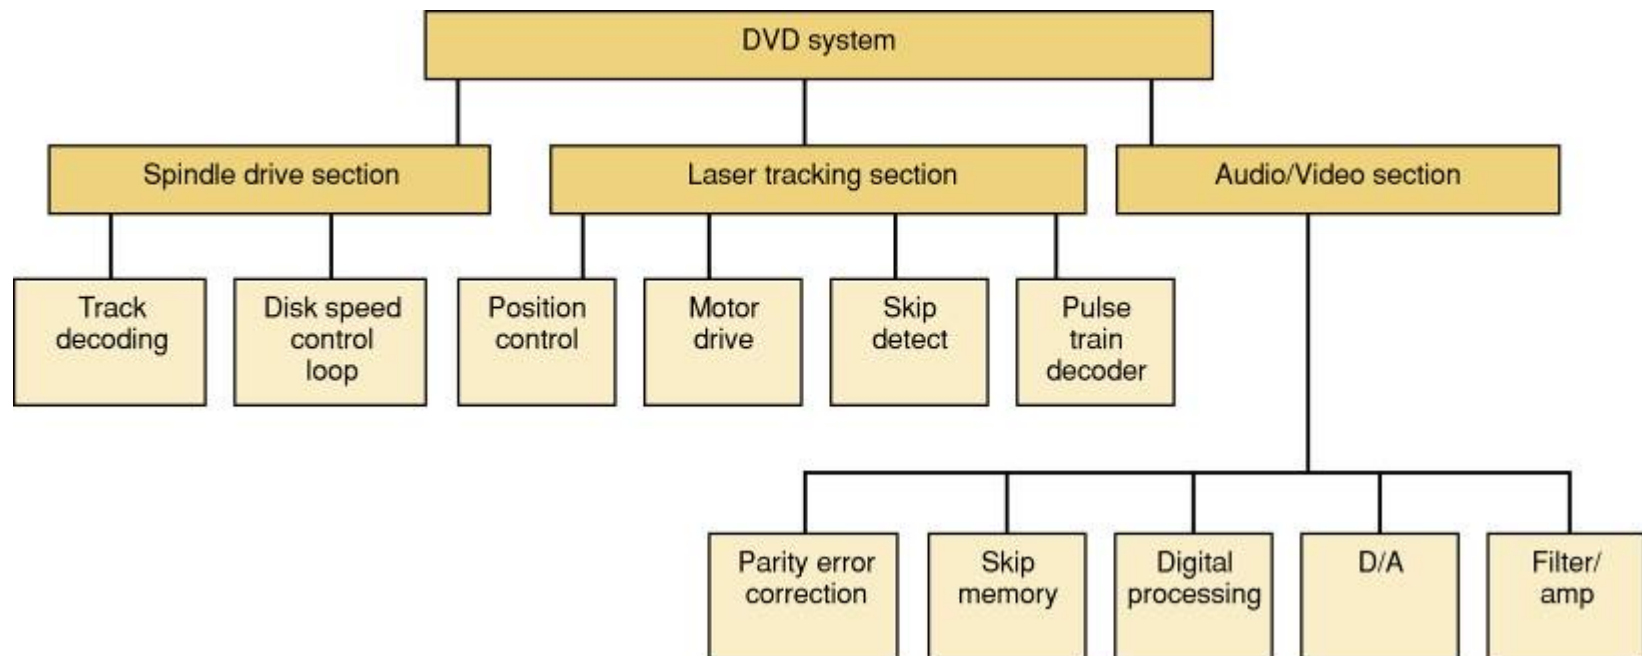 DVD system
Spindle drive section
Laser tracking section
Audio/Video section
Track
decoding
Disk speed
control
loop
Position
control
Motor
drive
Skip
detect
Pulse
train
decoder
Parity error
correction
Skip
memory
Digital
processing
D/A
Filter/
amp